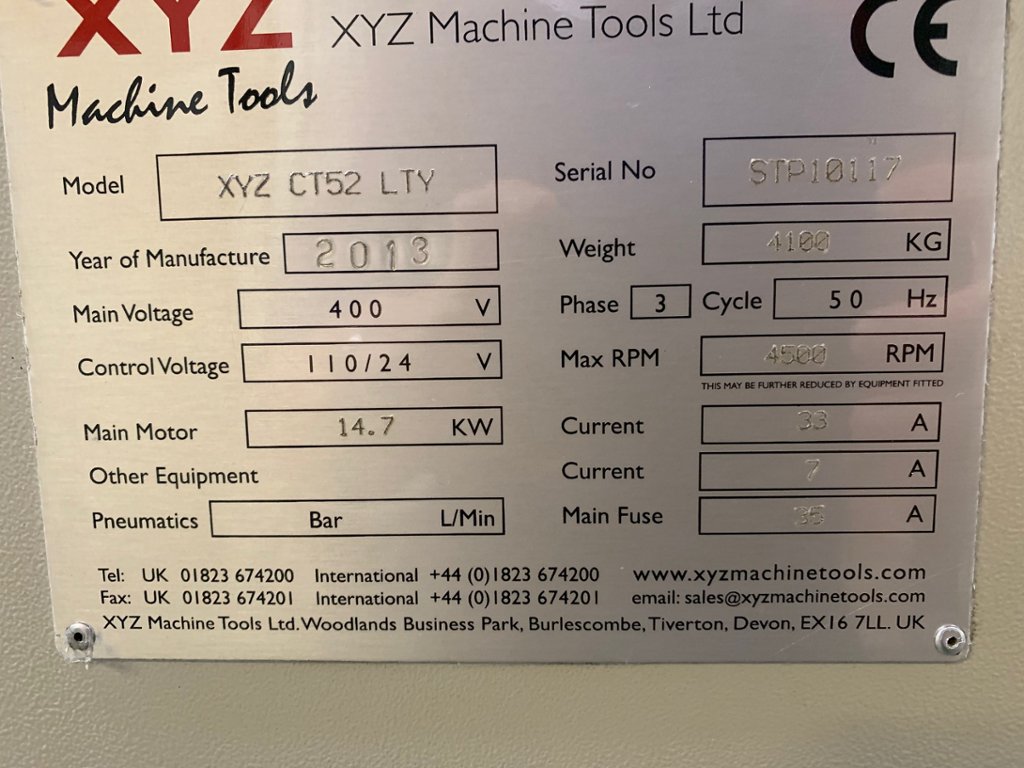 XYZ XYZ Machine Tools Ltd CE
Machine Tools
Model XYZ CT52 LTY Serial No STP10117
Year of Manufacture 2013 Weight 4100 KG
Main Voltage 400 V Phase 3 Cycle 50 Hz
Control Voltage 110/24 V Max RPM 4500 RPM
THIS MAY BE FURTHER REDUCED BY EQUIPMENT FITTED
Main Motor 14.7 KW Current 33 A
Other Equipment Current 7 A
Pneumatics Bar L/Min Main Fuse 35 A
Tel: UK 01823 674200 International +44 (0)1823 674200 www.xyzmachinetools.com
Fax: UK 01823 674201 International +44 (0)1823 674201 email: sales@xyzmachinetools.com
XYZ Machine Tools Ltd. Woodlands Business Park, Burlescombe, Tiverton, Devon, EX16 7LL. UK